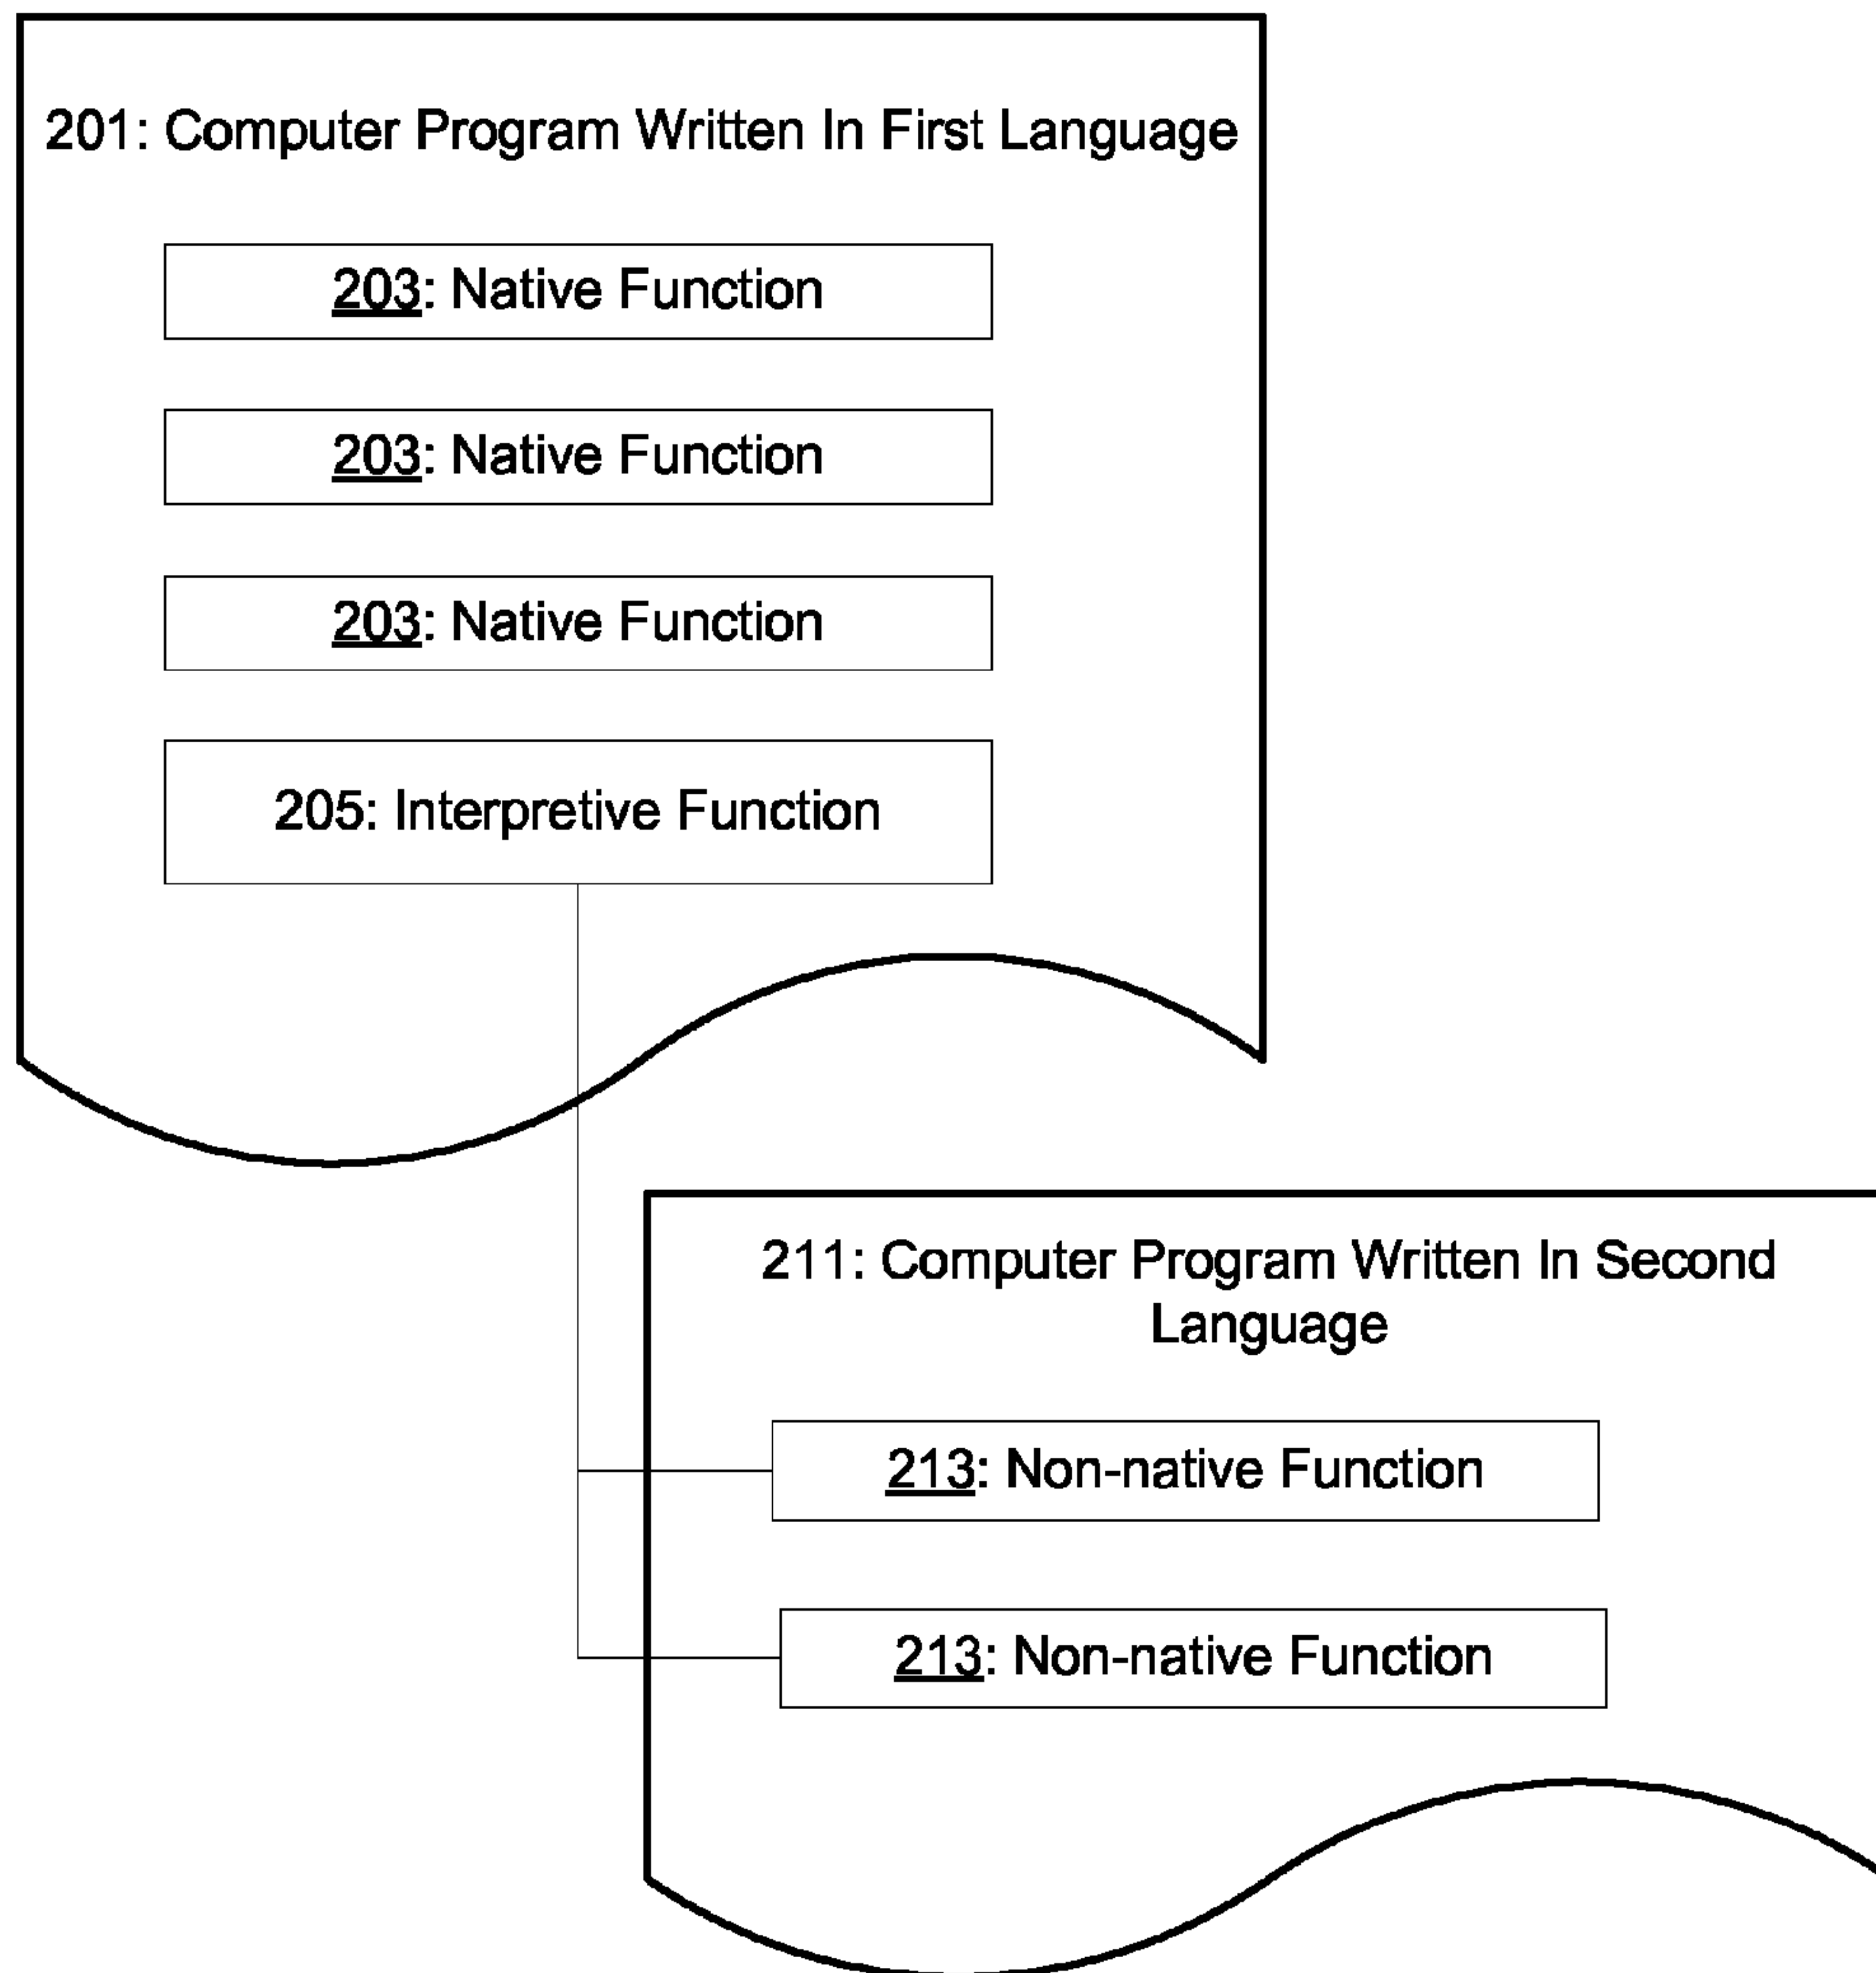 201: Computer Program Written In First Language
203: Native Function
203: Native Function
203: Native Function
205: Interpretive Function
211: Computer Program Written In Second
Language
213: Non-native Function
213: Non-native Function